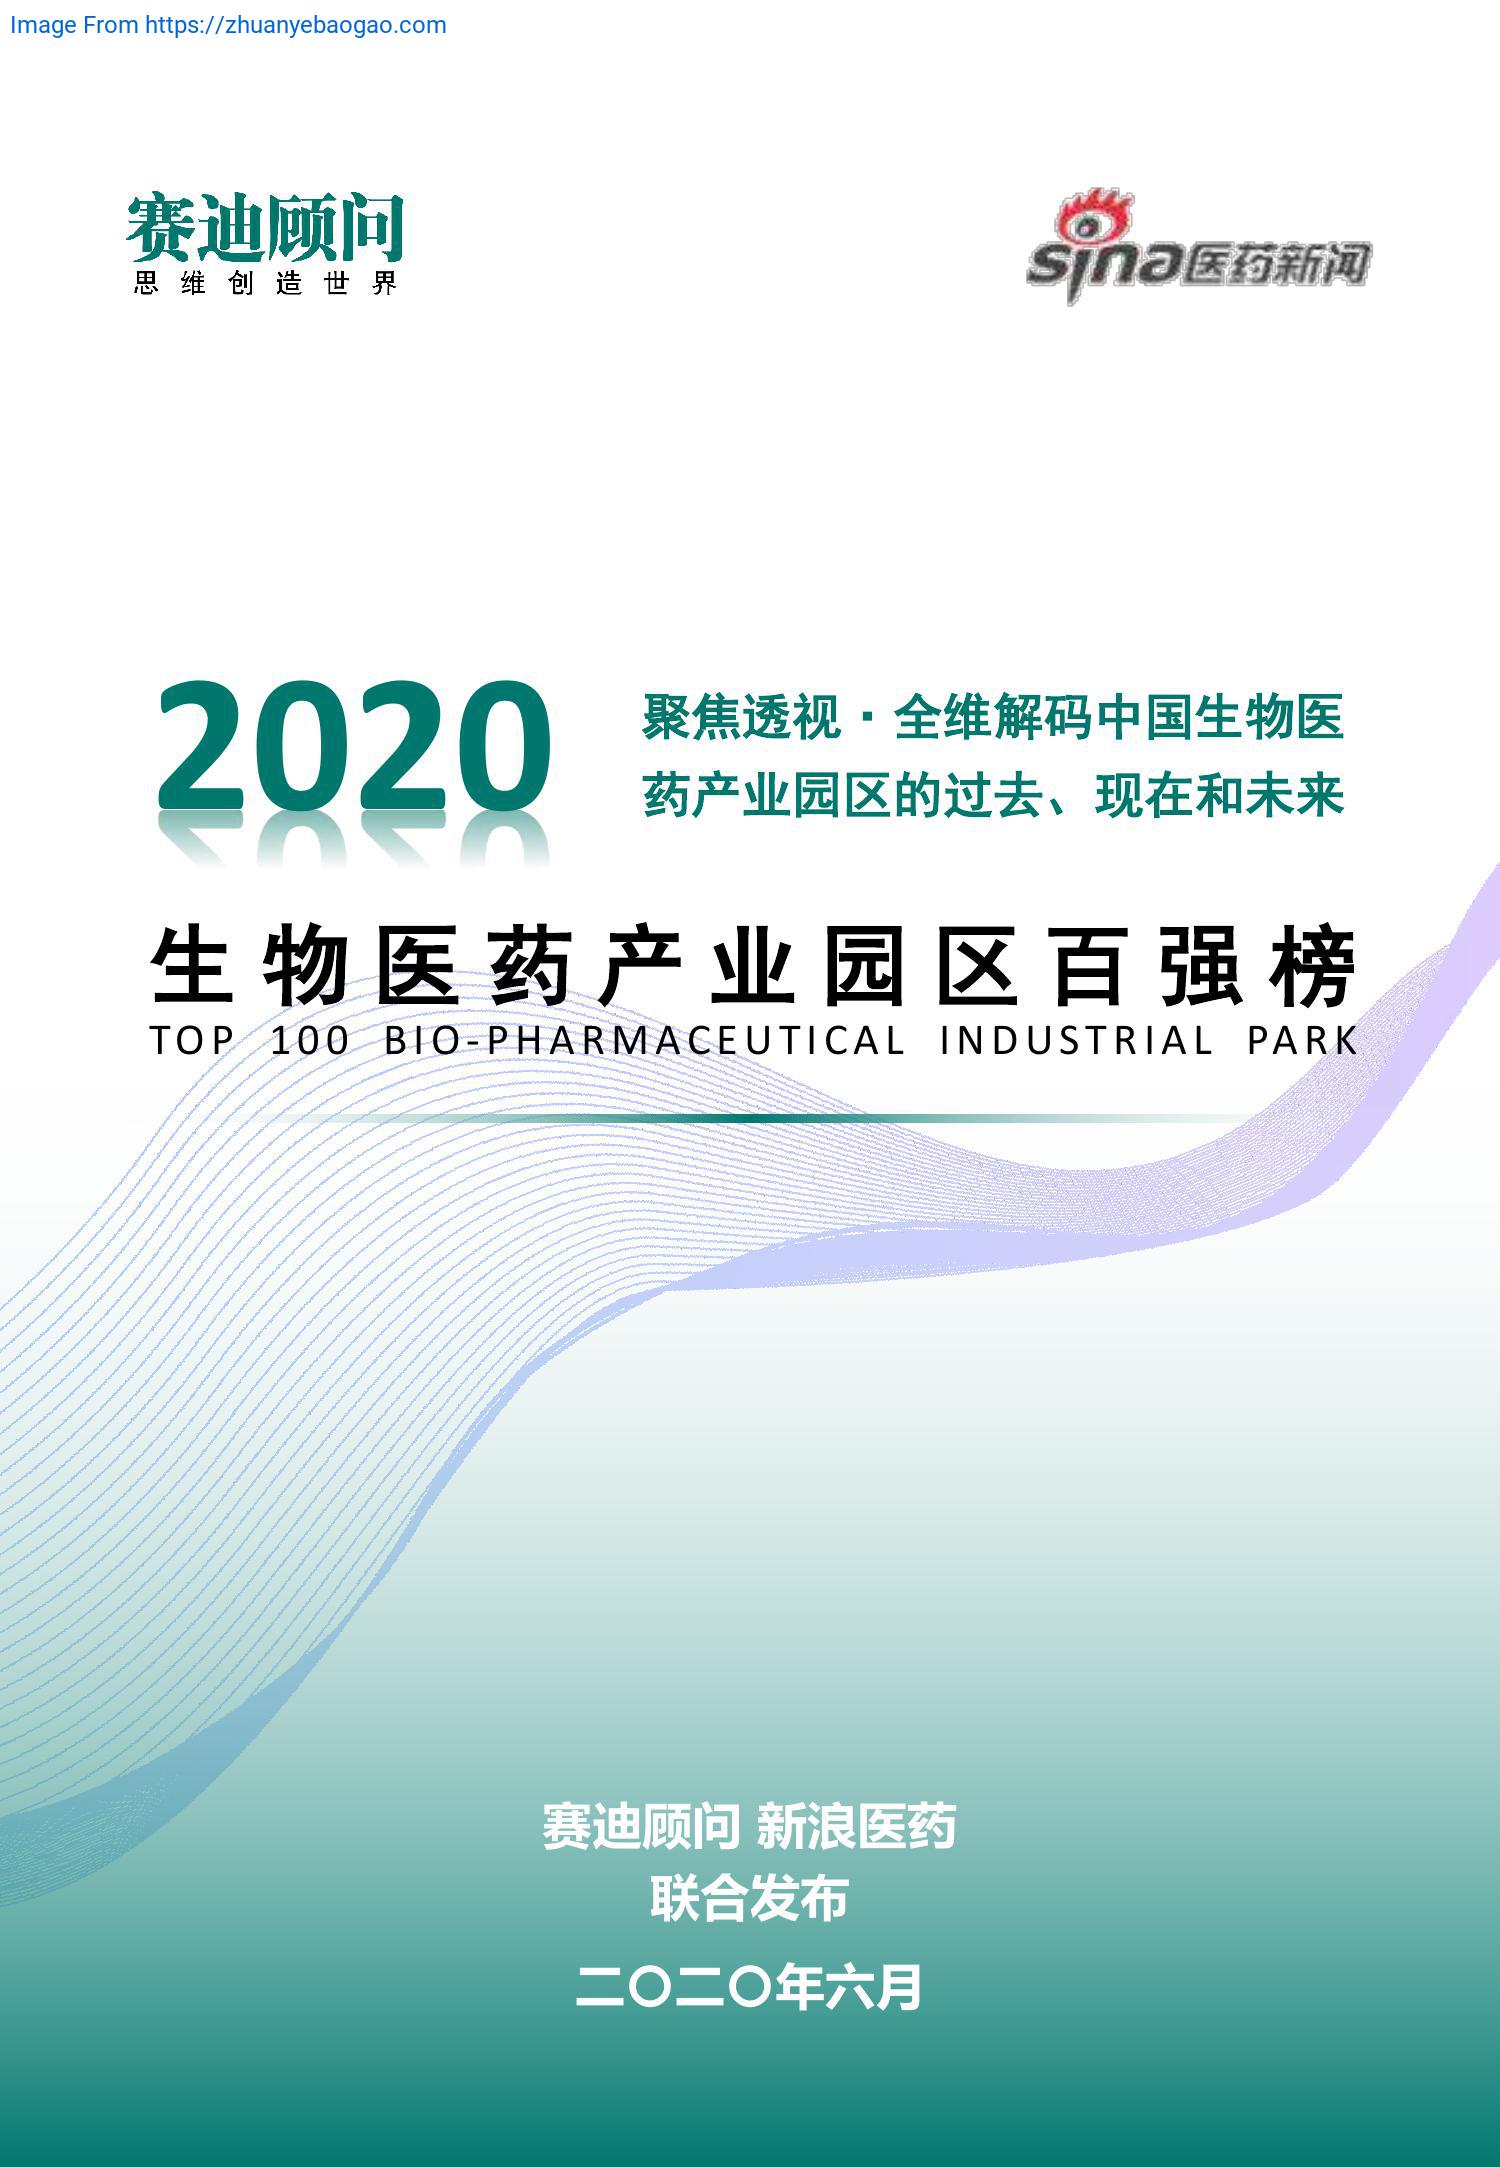 Image From https://zhuanyebaogao.com
赛迪顾问
思维创造世界
sina医药新闻
2020
聚焦透视·全维解码中国生物医
药产业园区的过去、现在和未来
生物医药产业园区百强榜
TOP 100 BIO-PHARMACEUTICAL INDUSTRIAL PARK
赛迪顾问 新浪医药
联合发布
二〇二〇年六月